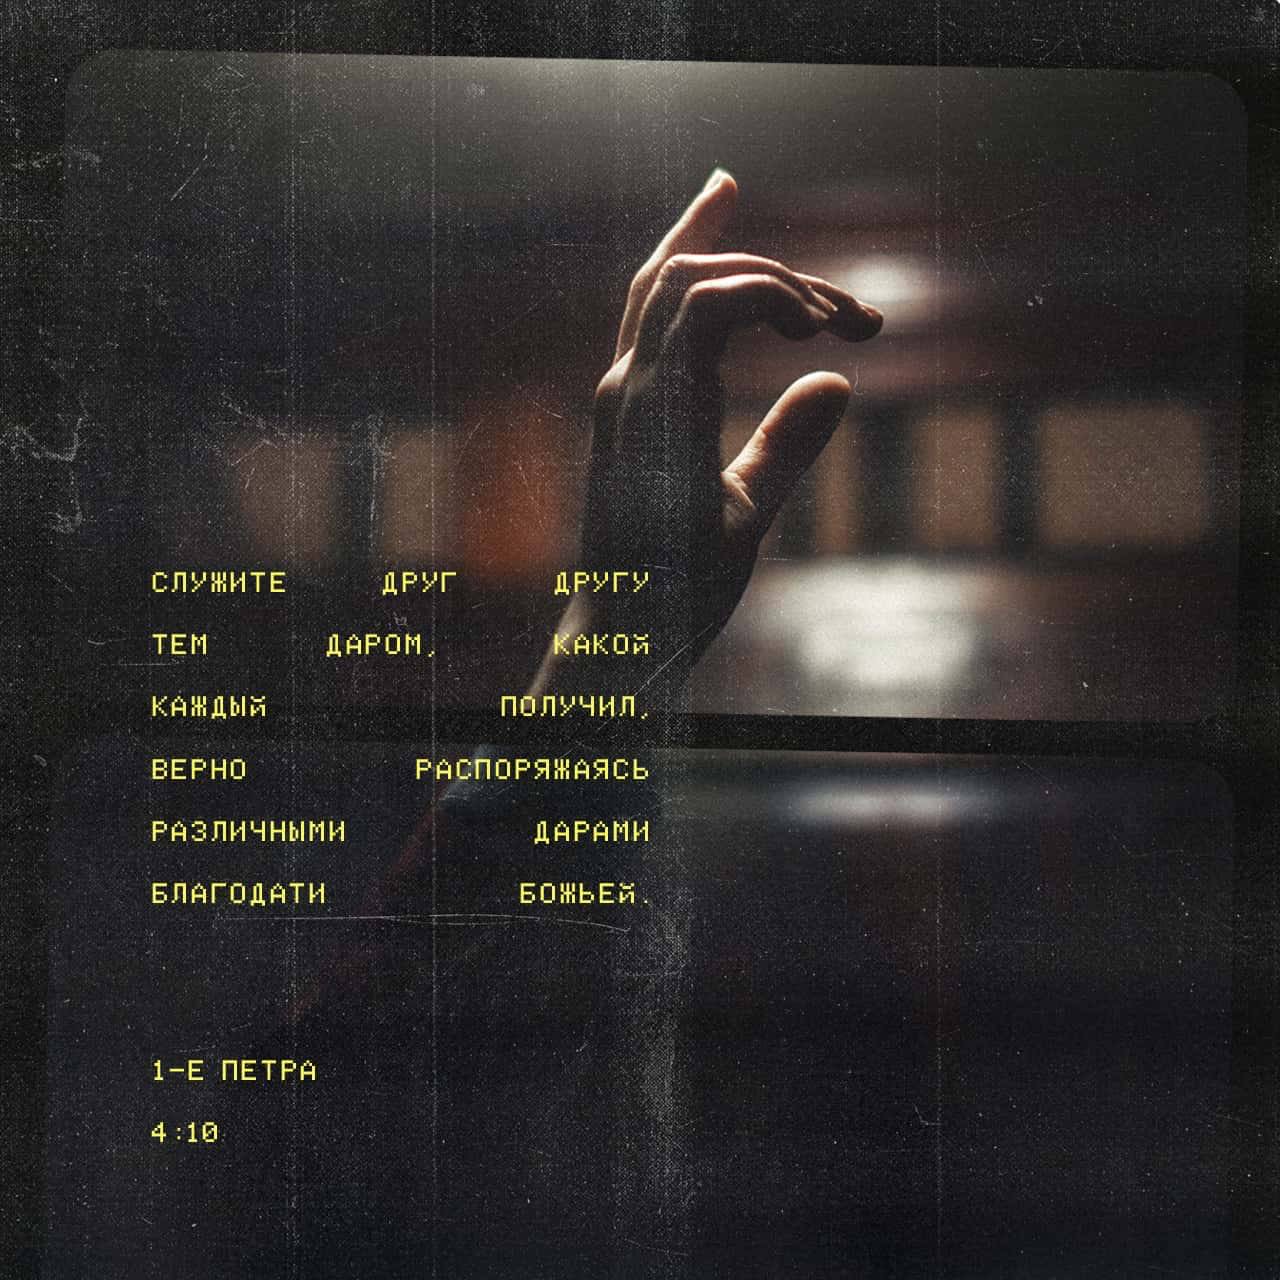 СЛУЖИТЕ ДРУГ ДРУГУ
ТЕМ ДАРОМ, КАКОЙ
КАЖДЫЙ ПОЛУЧИЛ,
ВЕРНО РАСПОРЯЖАЯСЬ
РАЗЛИЧНЫМИ ДАРАМИ
БЛАГОДАТИ БОЖЬЕЙ.
1-Е ПЕТРА
4:10